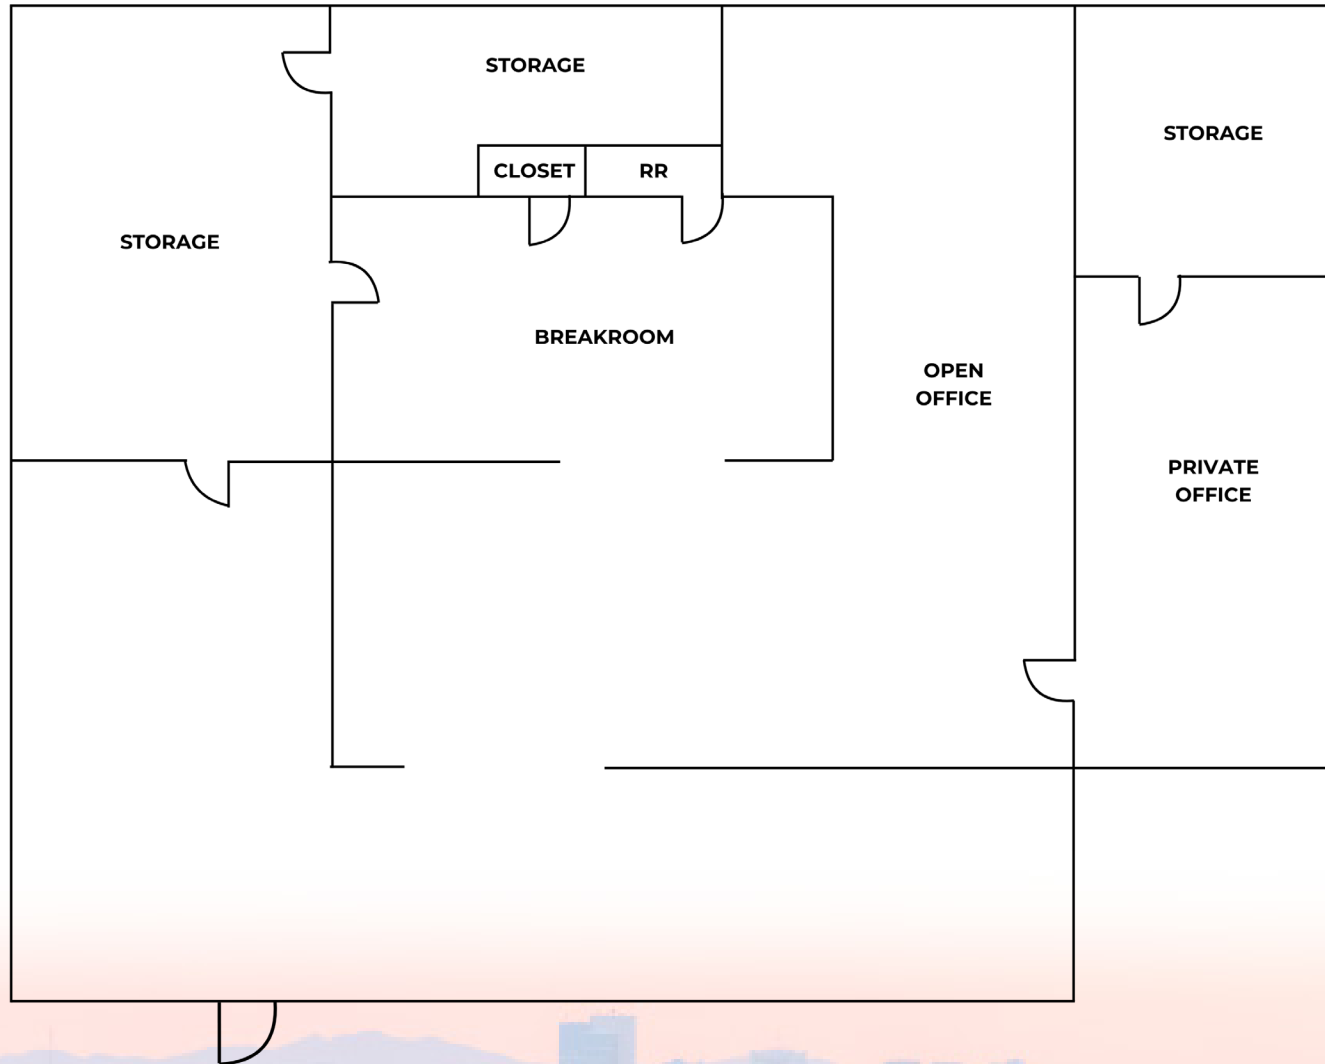 STORAGE
STORAGE
CLOSET
RR
STORAGE
BREAKROOM
OPEN
OFFICE
PRIVATE
OFFICE